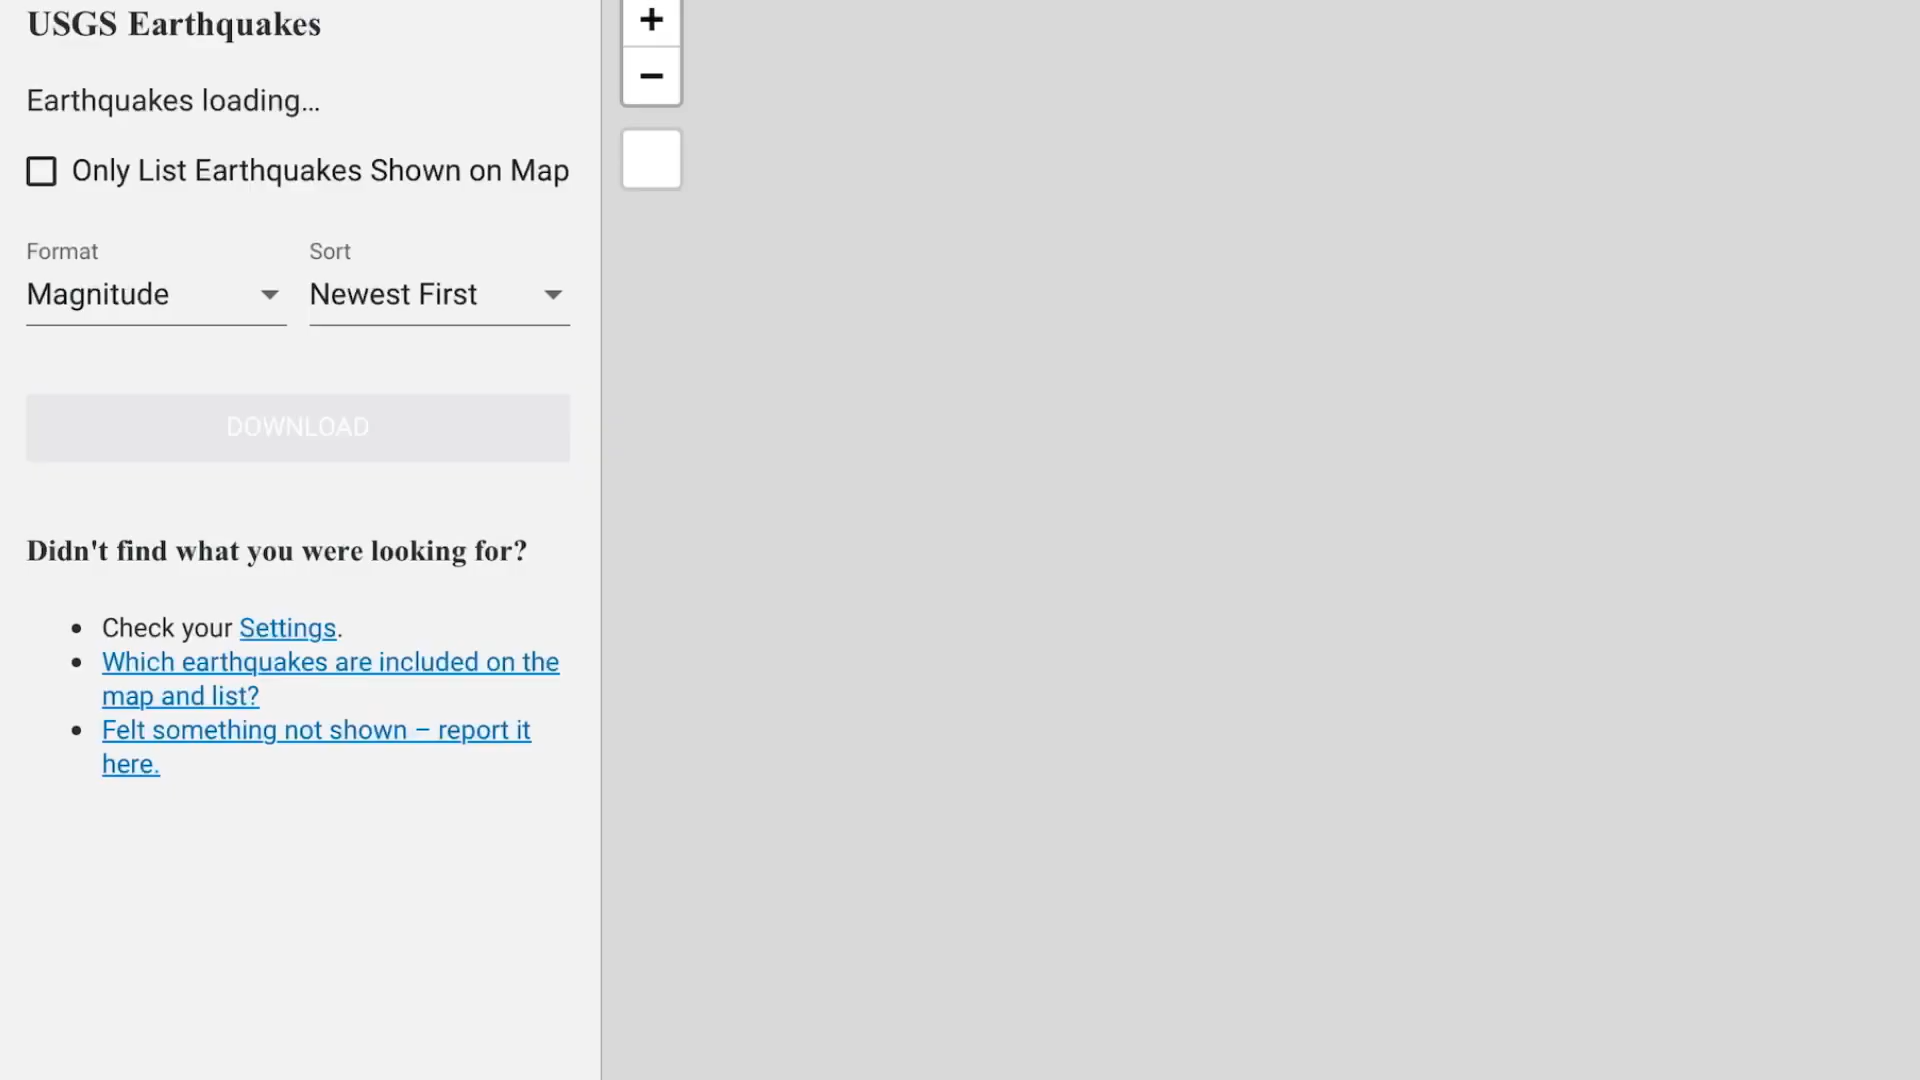 USGS Earthquakes
Earthquakes loading...
Only List Earthquakes Shown on Map
Format
Sort
Magnitude
Newest First
DOWNLOAD
Didn't find what you were looking for?
Check your Settings.
Which earthquakes are included on the
map and list?
Felt something not shown – report it
here.
+
−